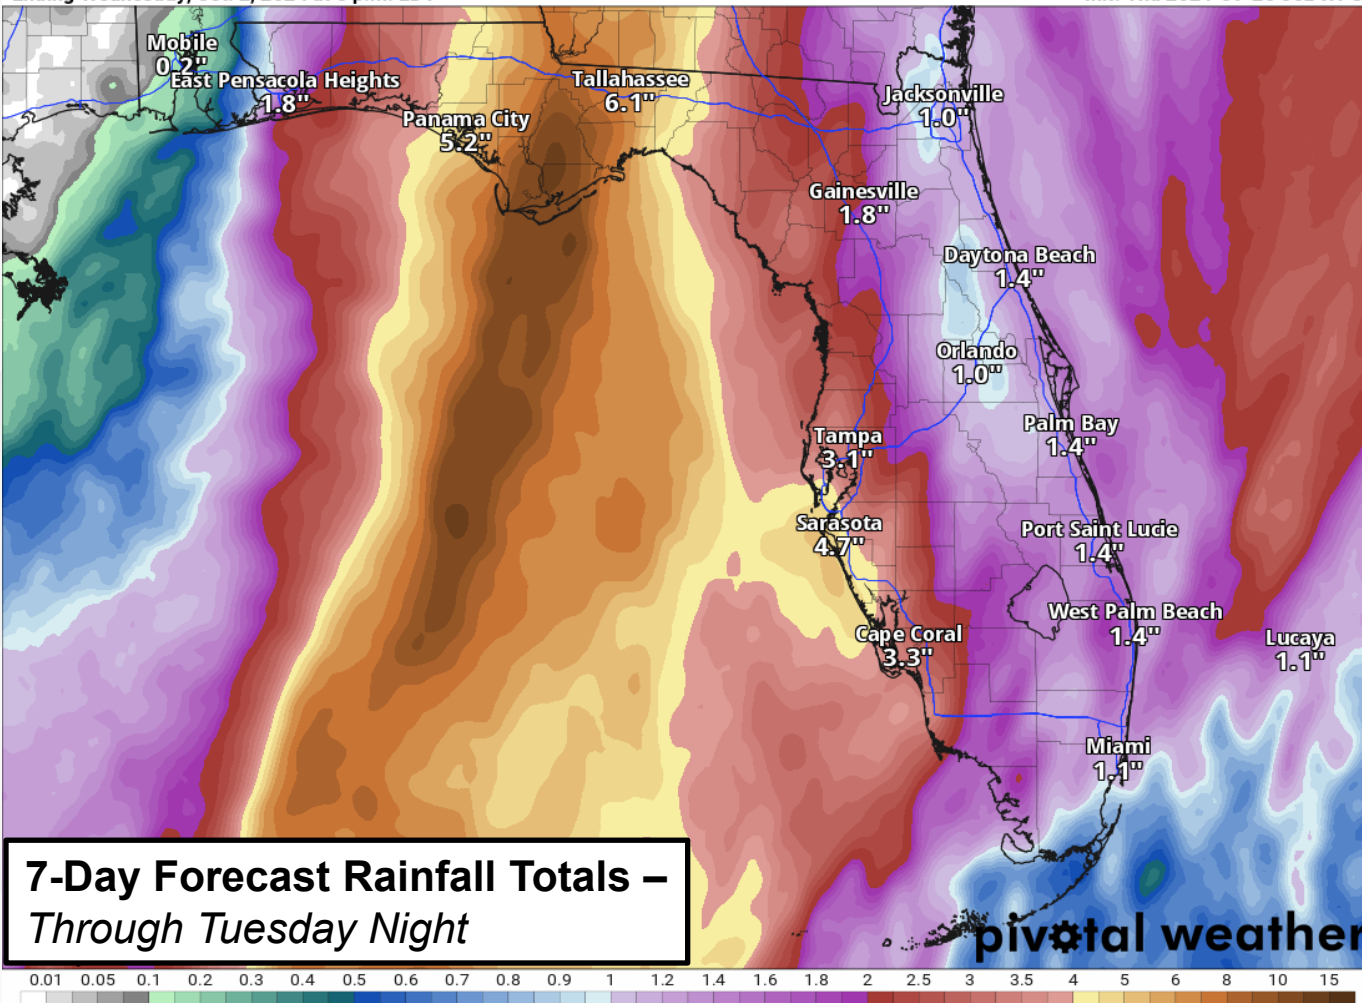 Mobile
0.2"
East Pensacola Heights
1.8"
Panama City
5.2"
Tallahassee
6.1"
Jacksonville
1.0"
Gainesville
1.8"
Daytona Beach
1.4"
Orlando
1.0"
Tampa
3.1"
Palm Bay
1.4"
Sarasota
4.7"
Port Saint Lucie
1.4"
West Palm Beach
1.4"
Cape Coral
3.3"
Lucaya
1.1"
Miami
1.1"
7-Day Forecast Rainfall Totals –
Through Tuesday Night
pivotal weather
0.01 0.05 0.1 0.2 0.3 0.4 0.5 0.6 0.7 0.8 0.9 1 1.2 1.4 1.6 1.8 2 2.5 3 3.5 4 5 6 8 10 15